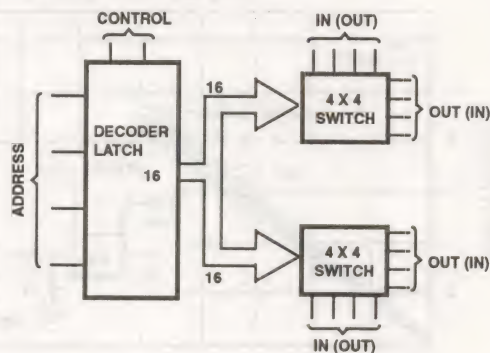 CONTROL
IN (OUT)
16
4 X 4
SWITCH
OUT (IN)
ADDRESS
DECODER
LATCH
16
16
4 X 4
SWITCH
OUT (IN)
IN (OUT)